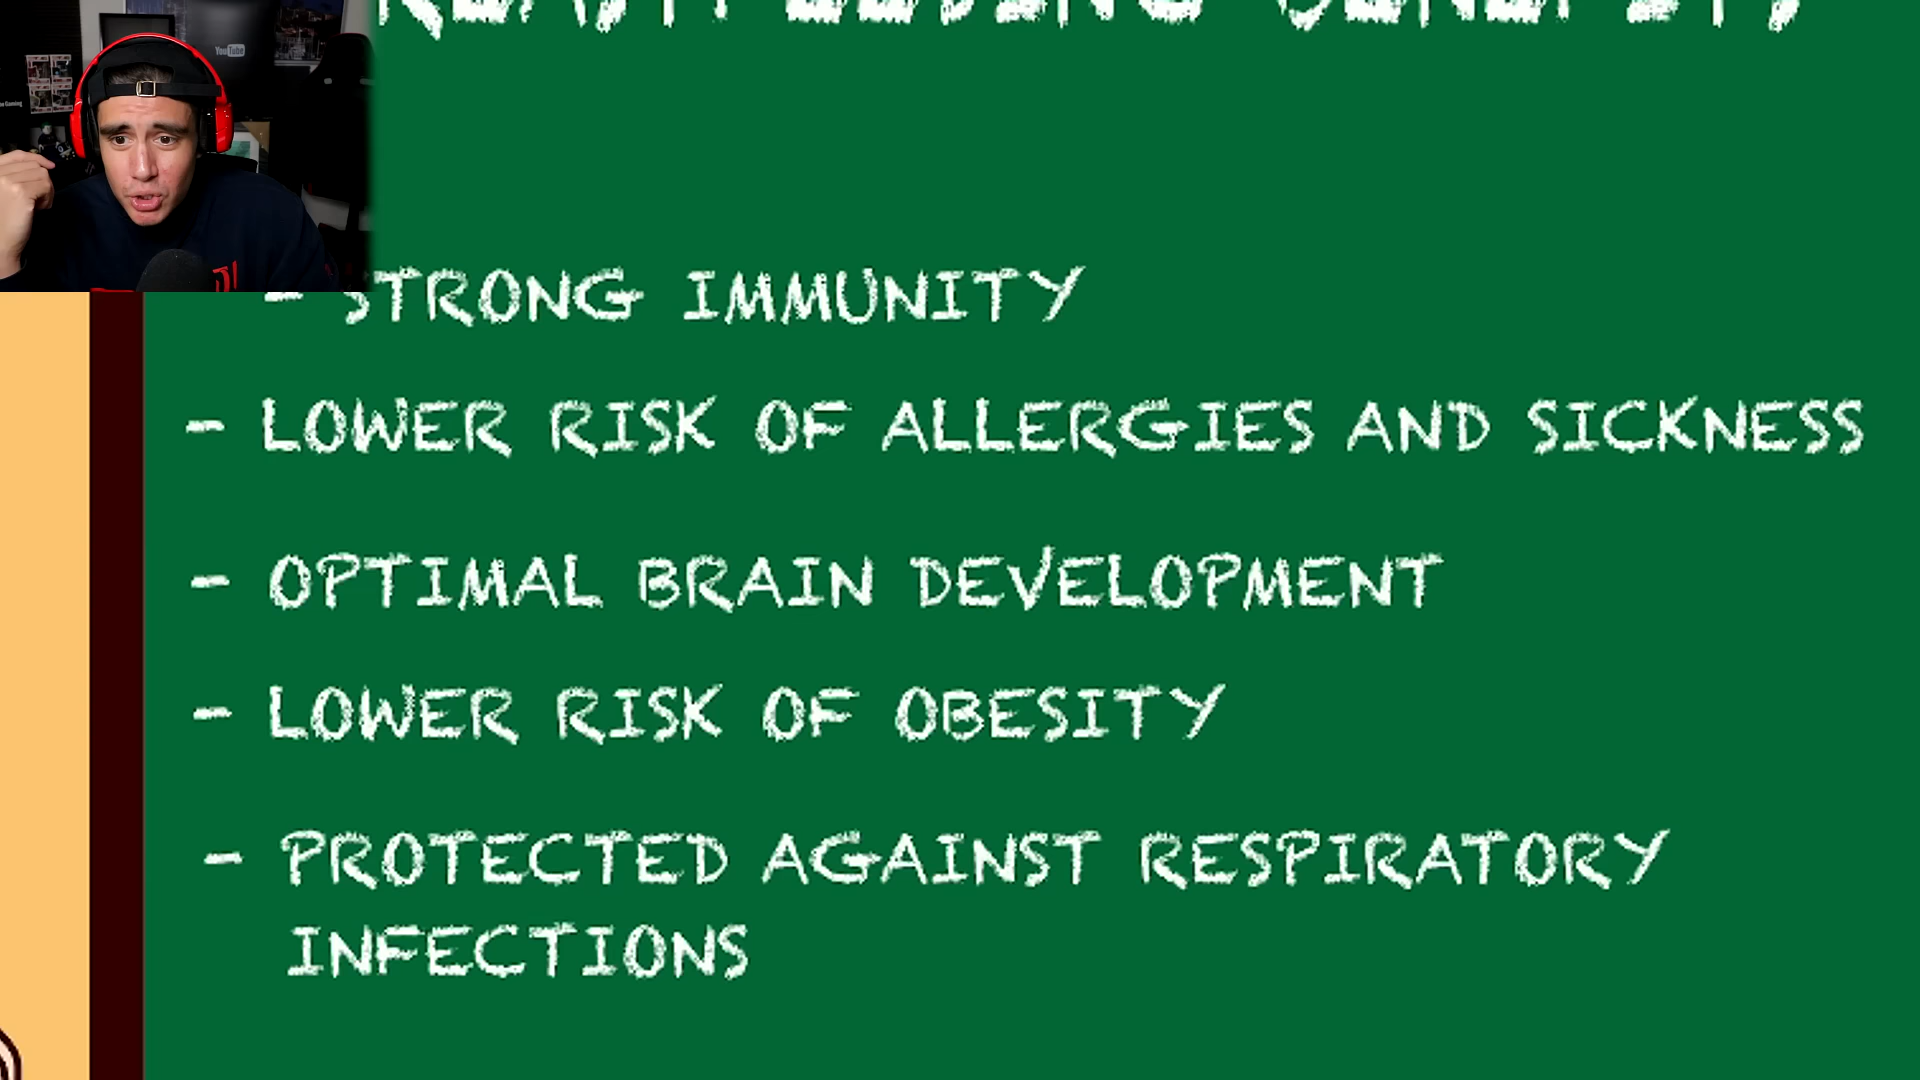 YouTube
- STRONG IMMUNITY
- LOWER RISK OF ALLERGIES AND SICKNESS
- OPTIMAL BRAIN DEVELOPMENT
- LOWER RISK OF OBESITY
- PROTECTED AGAINST RESPIRATORY
INFECTIONS